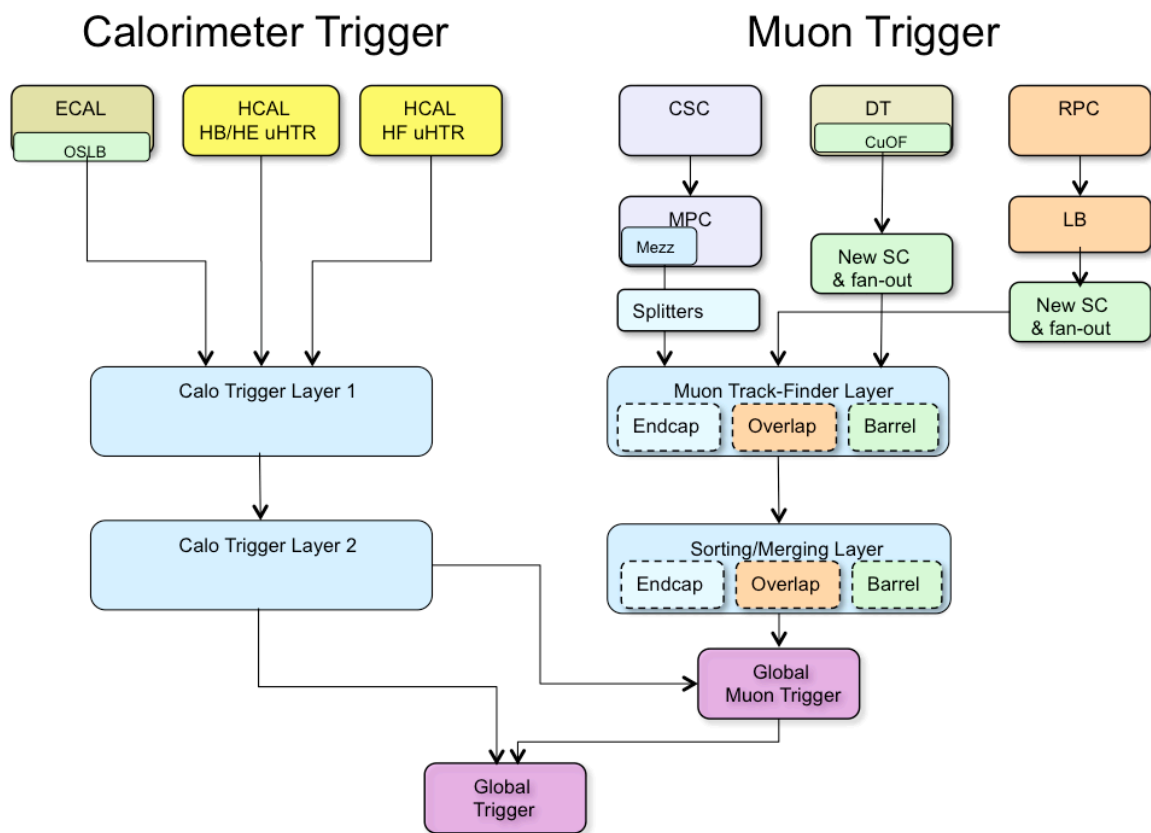 Calorimeter Trigger
Muon Trigger
ECAL
OSLB
HCAL
HB/HE uHTR
HCAL
HF uHTR
CSC
DT
CuOF
RPC
MPC
Mezz
LB
New SC
& fan-out
Splitters
New SC
& fan-out
Calo Trigger Layer 1
Muon Track-Finder Layer
Endcap
Overlap
Barrel
Calo Trigger Layer 2
Sorting/Merging Layer
Endcap
Overlap
Barrel
Global
Muon Trigger
Global
Trigger